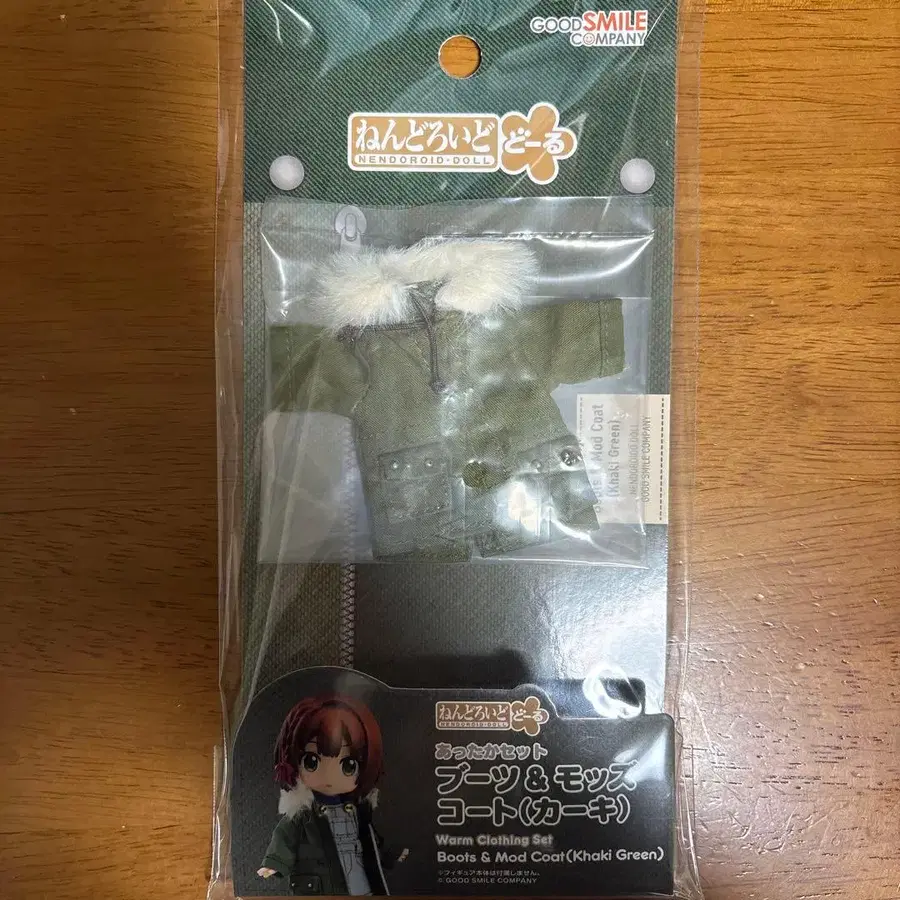 GOOD SMILE
COMPANY
ねんどろいど
どーる
NENDOROID・DOLL
Mod Coat
(Khaki Green)
NENDOROID DOLL
GOOD SMILE COMPANY
ねんどろいど
どーる
NENDOROID・DOLL
あったかセット
ブーツ & モッズ
コート(カーキ)
Warm Clothing Set
Boots & Mod Coat(Khaki Green)
※フィギュア本体は付属しません。
© GOOD SMILE COMPANY